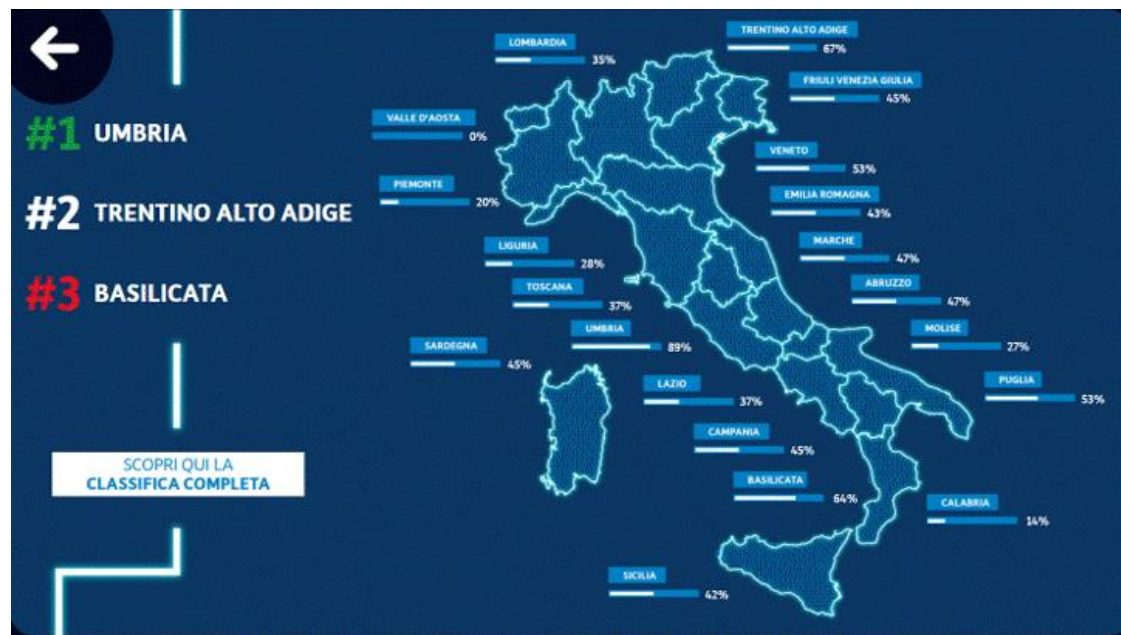 #1 UMBRIA
#2 TRENTINO ALTO ADIGE
#3 BASILICATA
SCOPRI QUI LA
CLASSIFICA COMPLETA
TRENTINO ALTO ADIGE
67%
LOMBARDIA
35%
FRIULI VENEZIA GIULIA
45%
VALLE D'AOSTA
0%
VENETO
53%
PIEMONTE
20%
EMILIA ROMAGNA
43%
LIGURIA
28%
MARCHE
47%
TOSCANA
37%
ABRUZZO
47%
UMBRIA
89%
MOLISE
27%
SARDEGNA
45%
LAZIO
37%
PUGLIA
53%
CAMPANIA
45%
BASILICATA
64%
CALABRIA
14%
SICILIA
42%